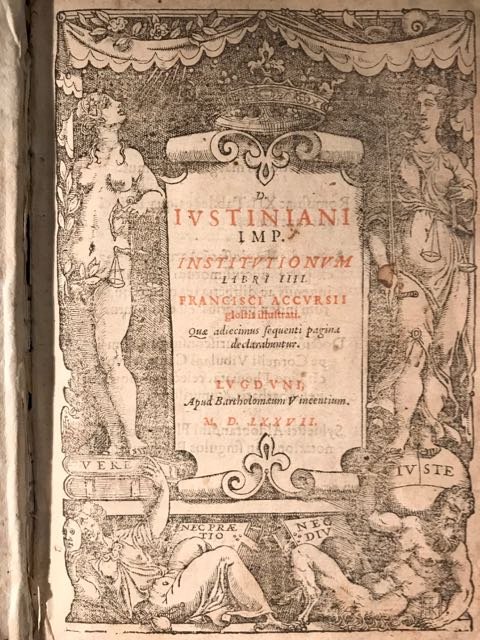 D.
IVSTINIANI
IMP.
INSTITVTIONVM
LIBRI IIII.
FRANCISCI ACCVRSII
glossis illustrati.
Quæ adiecimus sequenti pagina
declarabuntur.
LVGDVNI,
Apud Bartholomæum Vincentium.
M. D. LXXVII.
VERE
IVSTE
NEC PRÆ
TIO
NEC
DIV